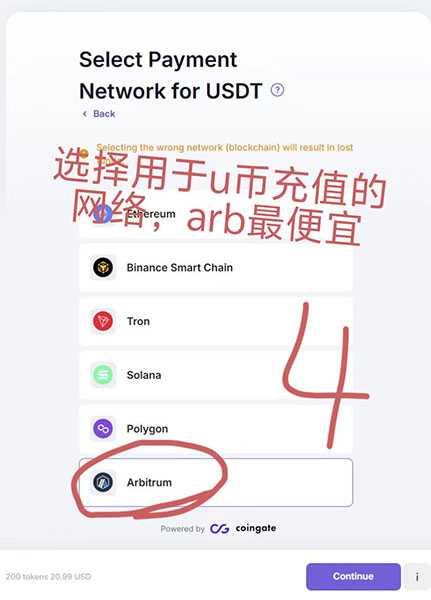 Select Payment
Network for USDT ?
Back
Selecting the wrong network (blockchain) will result in lost
选择用于u币充值的
网络，arb最便宜
Ethereum
Binance Smart Chain
Tron
4
Solana
Polygon
Arbitrum
Powered by coingate
200 tokens 20.99 USD
Continue
i